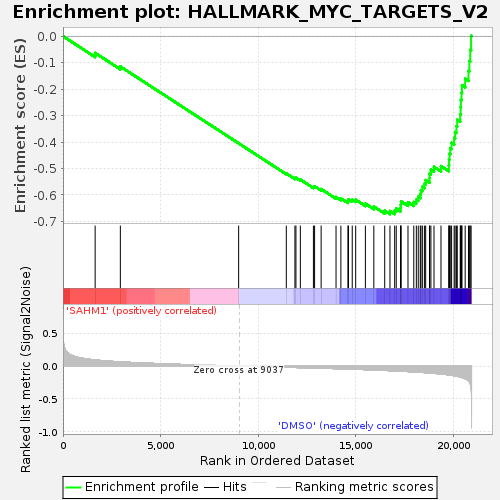 Enrichment plot: HALLMARK_MYC_TARGETS_V2
Enrichment score (ES)
0.0
-0.1
-0.2
-0.3
-0.4
-0.5
-0.6
-0.7
'SAHM1' (positively correlated)
Ranked list metric (Signal2Noise)
0.5
0.0
-0.5
-1.0
Zero cross at 9037
'DMSO' (negatively correlated)
0
5,000
10,000
15,000
20,000
Rank in Ordered Dataset
Enrichment profile
Hits
Ranking metric scores